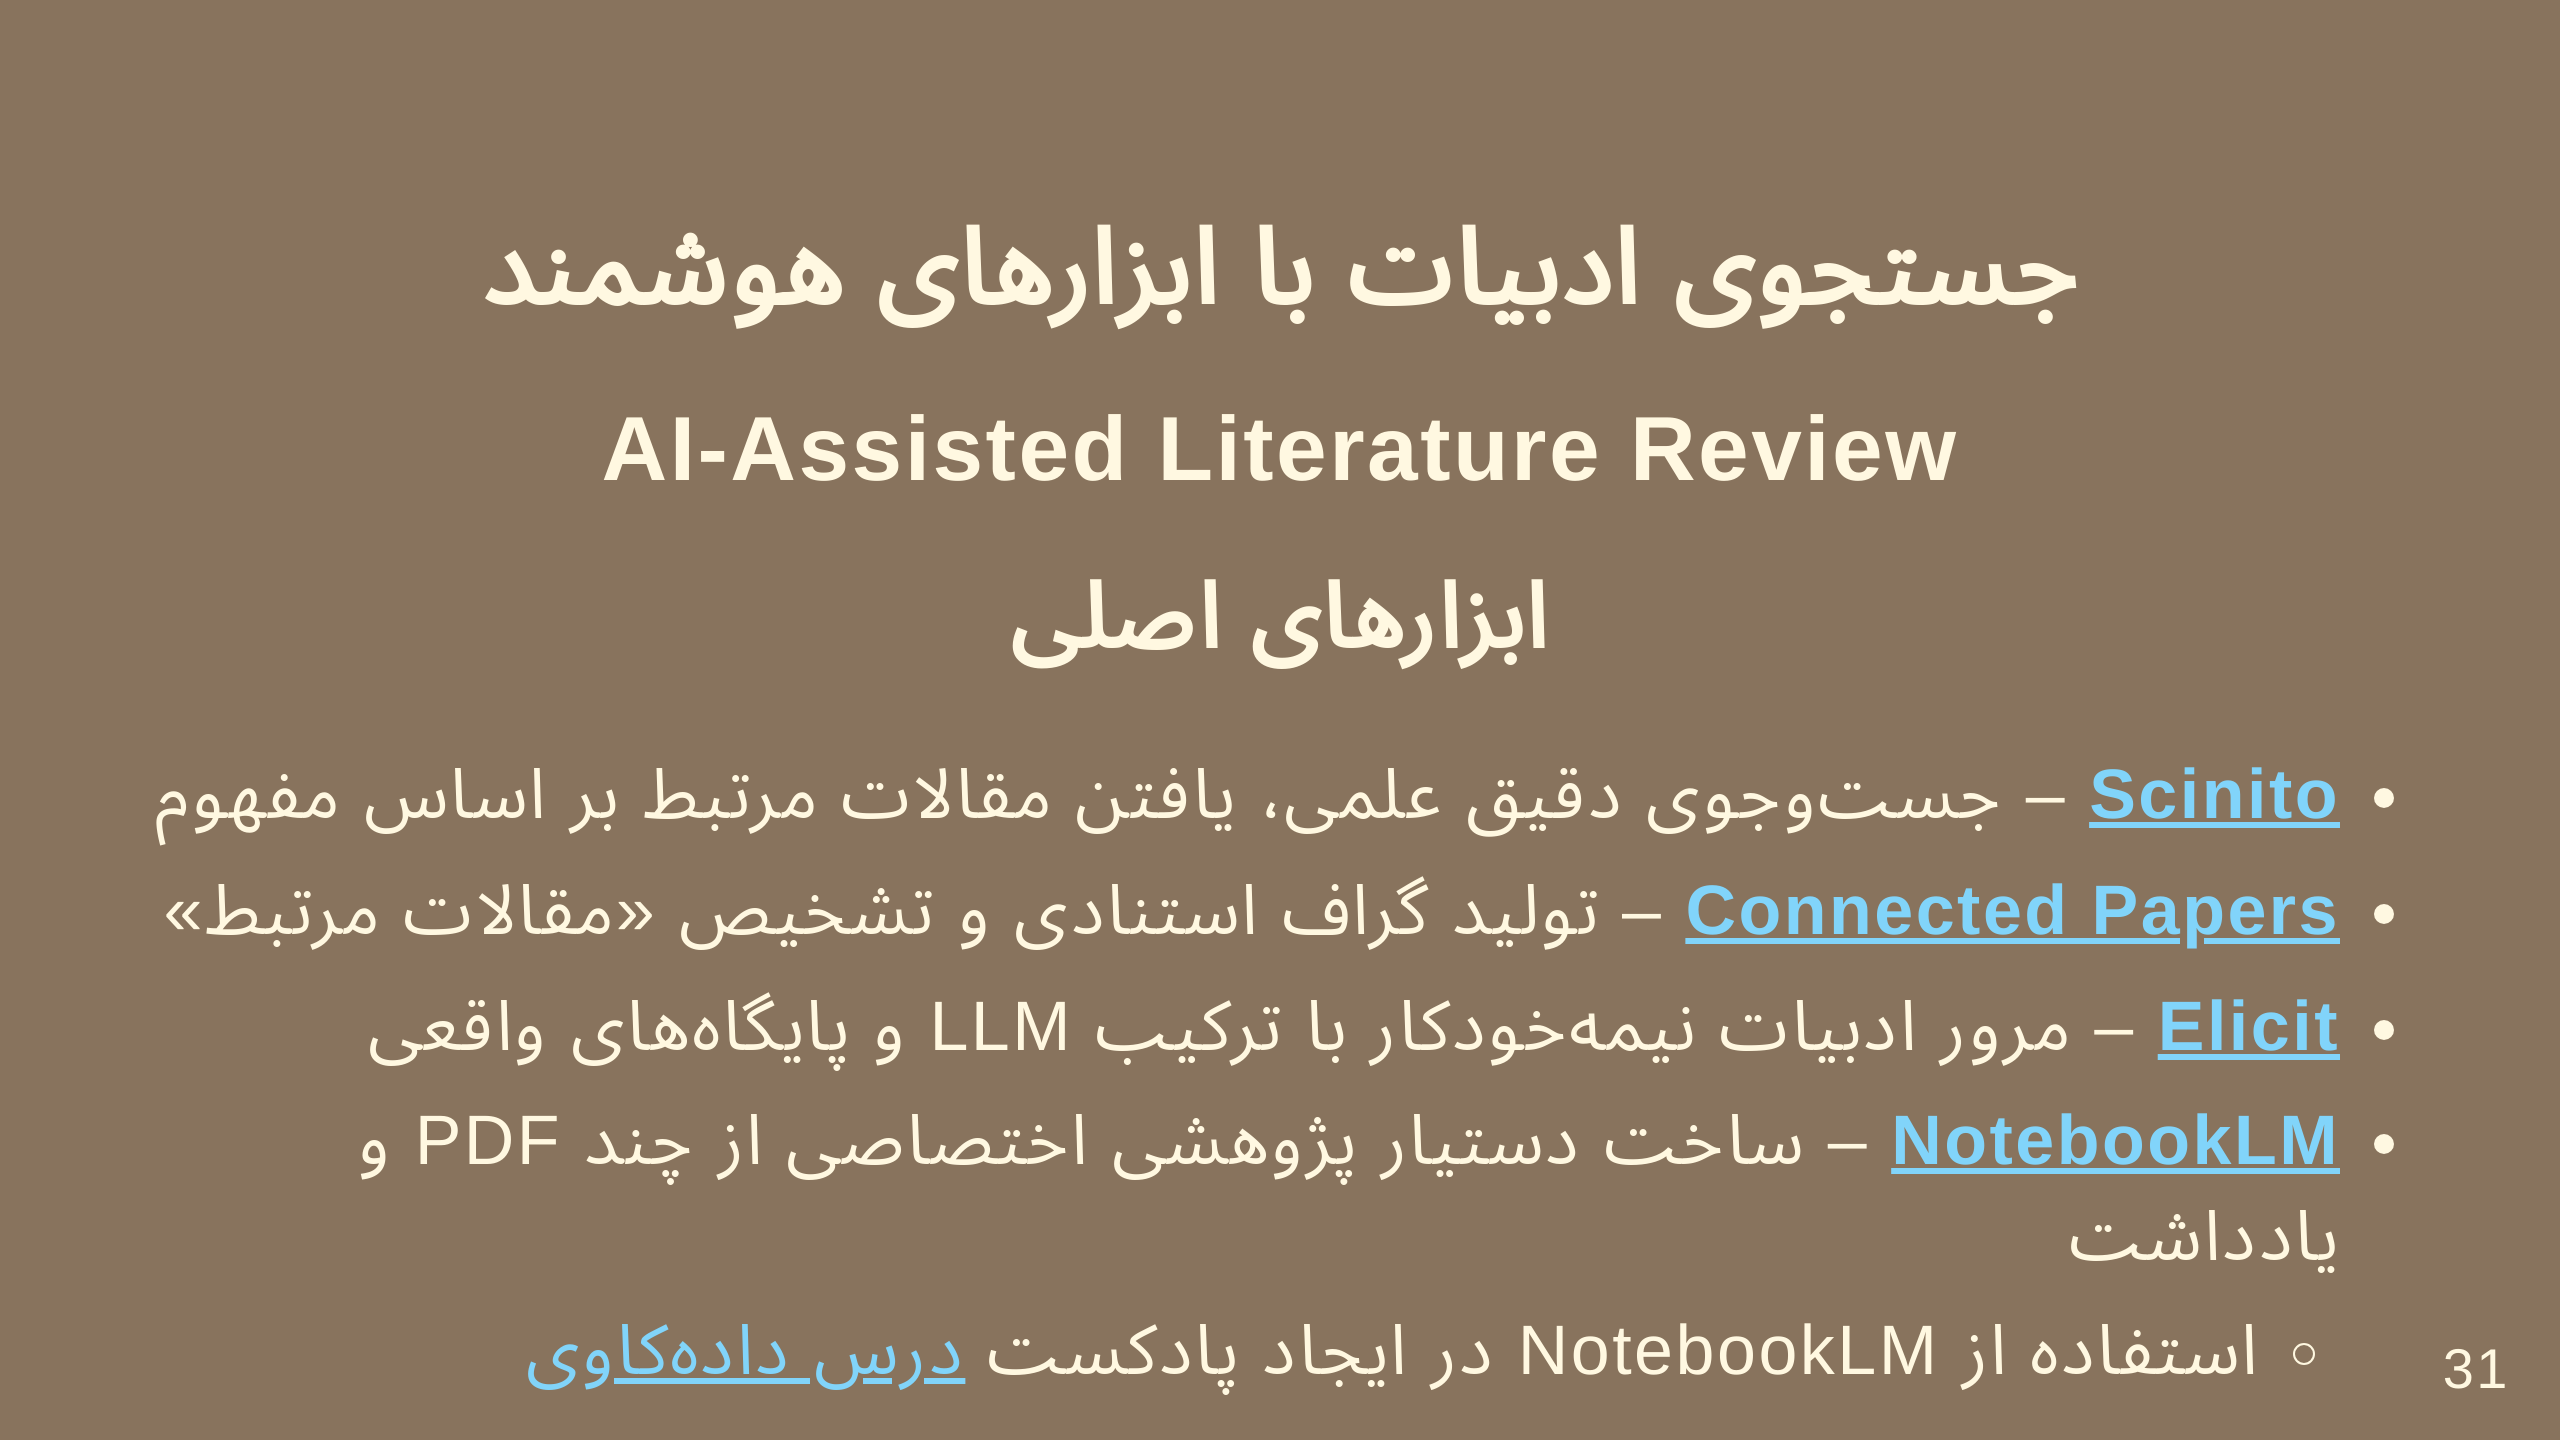 جستجوی ادبیات با ابزارهای هوشمند
AI-Assisted Literature Review
ابزارهای اصلی
• Scinito – جست‌وجوی دقیق علمی، یافتن مقالات مرتبط بر اساس مفهوم
• Connected Papers – تولید گراف استنادی و تشخیص «مقالات مرتبط»
• Elicit – مرور ادبیات نیمه‌خودکار با ترکیب LLM و پایگاه‌های واقعی
• NotebookLM – ساخت دستیار پژوهشی اختصاصی از چند PDF و
یادداشت
◦ استفاده از NotebookLM در ایجاد پادکست درس داده‌کاوی
31